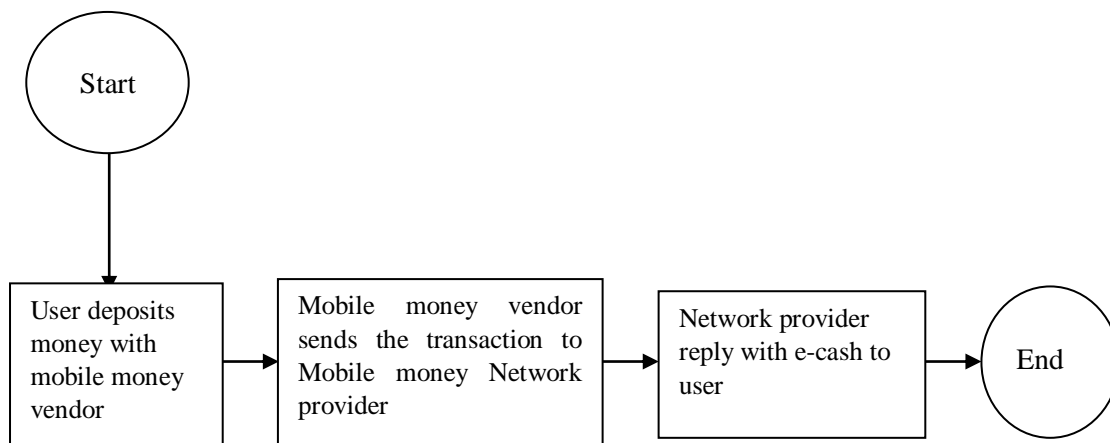 Start
User deposits
money with
mobile money
vendor
Mobile money vendor
sends the transaction to
Mobile money Network
provider
Network provider
reply with e-cash to
user
End